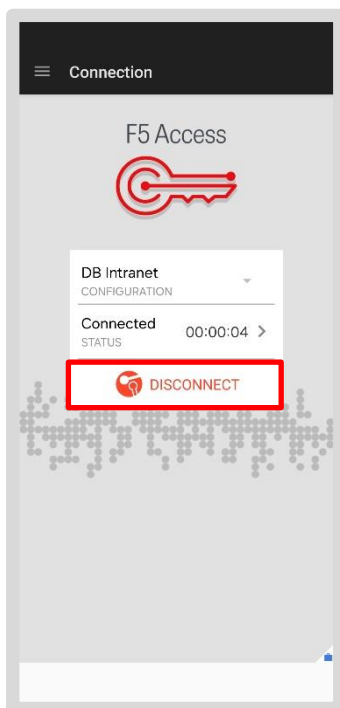 Connection
F5 Access
DB Intranet
CONFIGURATION
Connected
STATUS
00:00:04
DISCONNECT